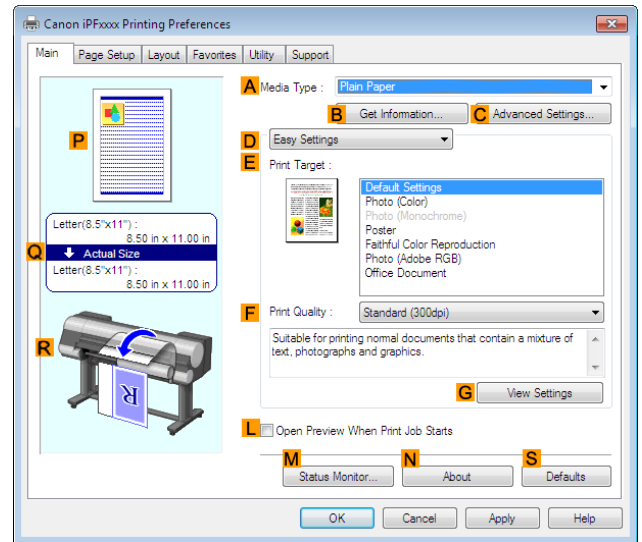 Canon iPFxxxx Printing Preferences
Main Page Setup Layout Favorites Utility Support
A Media Type : Plain Paper
B Get Information... C Advanced Settings...
D Easy Settings
E Print Target :
Default Settings
Photo (Color)
Photo (Monochrome)
Poster
Faithful Color Reproduction
Photo (Adobe RGB)
Office Document
P
Letter(8.5"x11") :
8.50 in x 11.00 in
Q Actual Size
Letter(8.5"x11") :
8.50 in x 11.00 in
F Print Quality : Standard (300dpi)
Suitable for printing normal documents that contain a mixture of
text, photographs and graphics.
R
R
G View Settings
L Open Preview When Print Job Starts
M Status Monitor... N About S Defaults
OK Cancel Apply Help